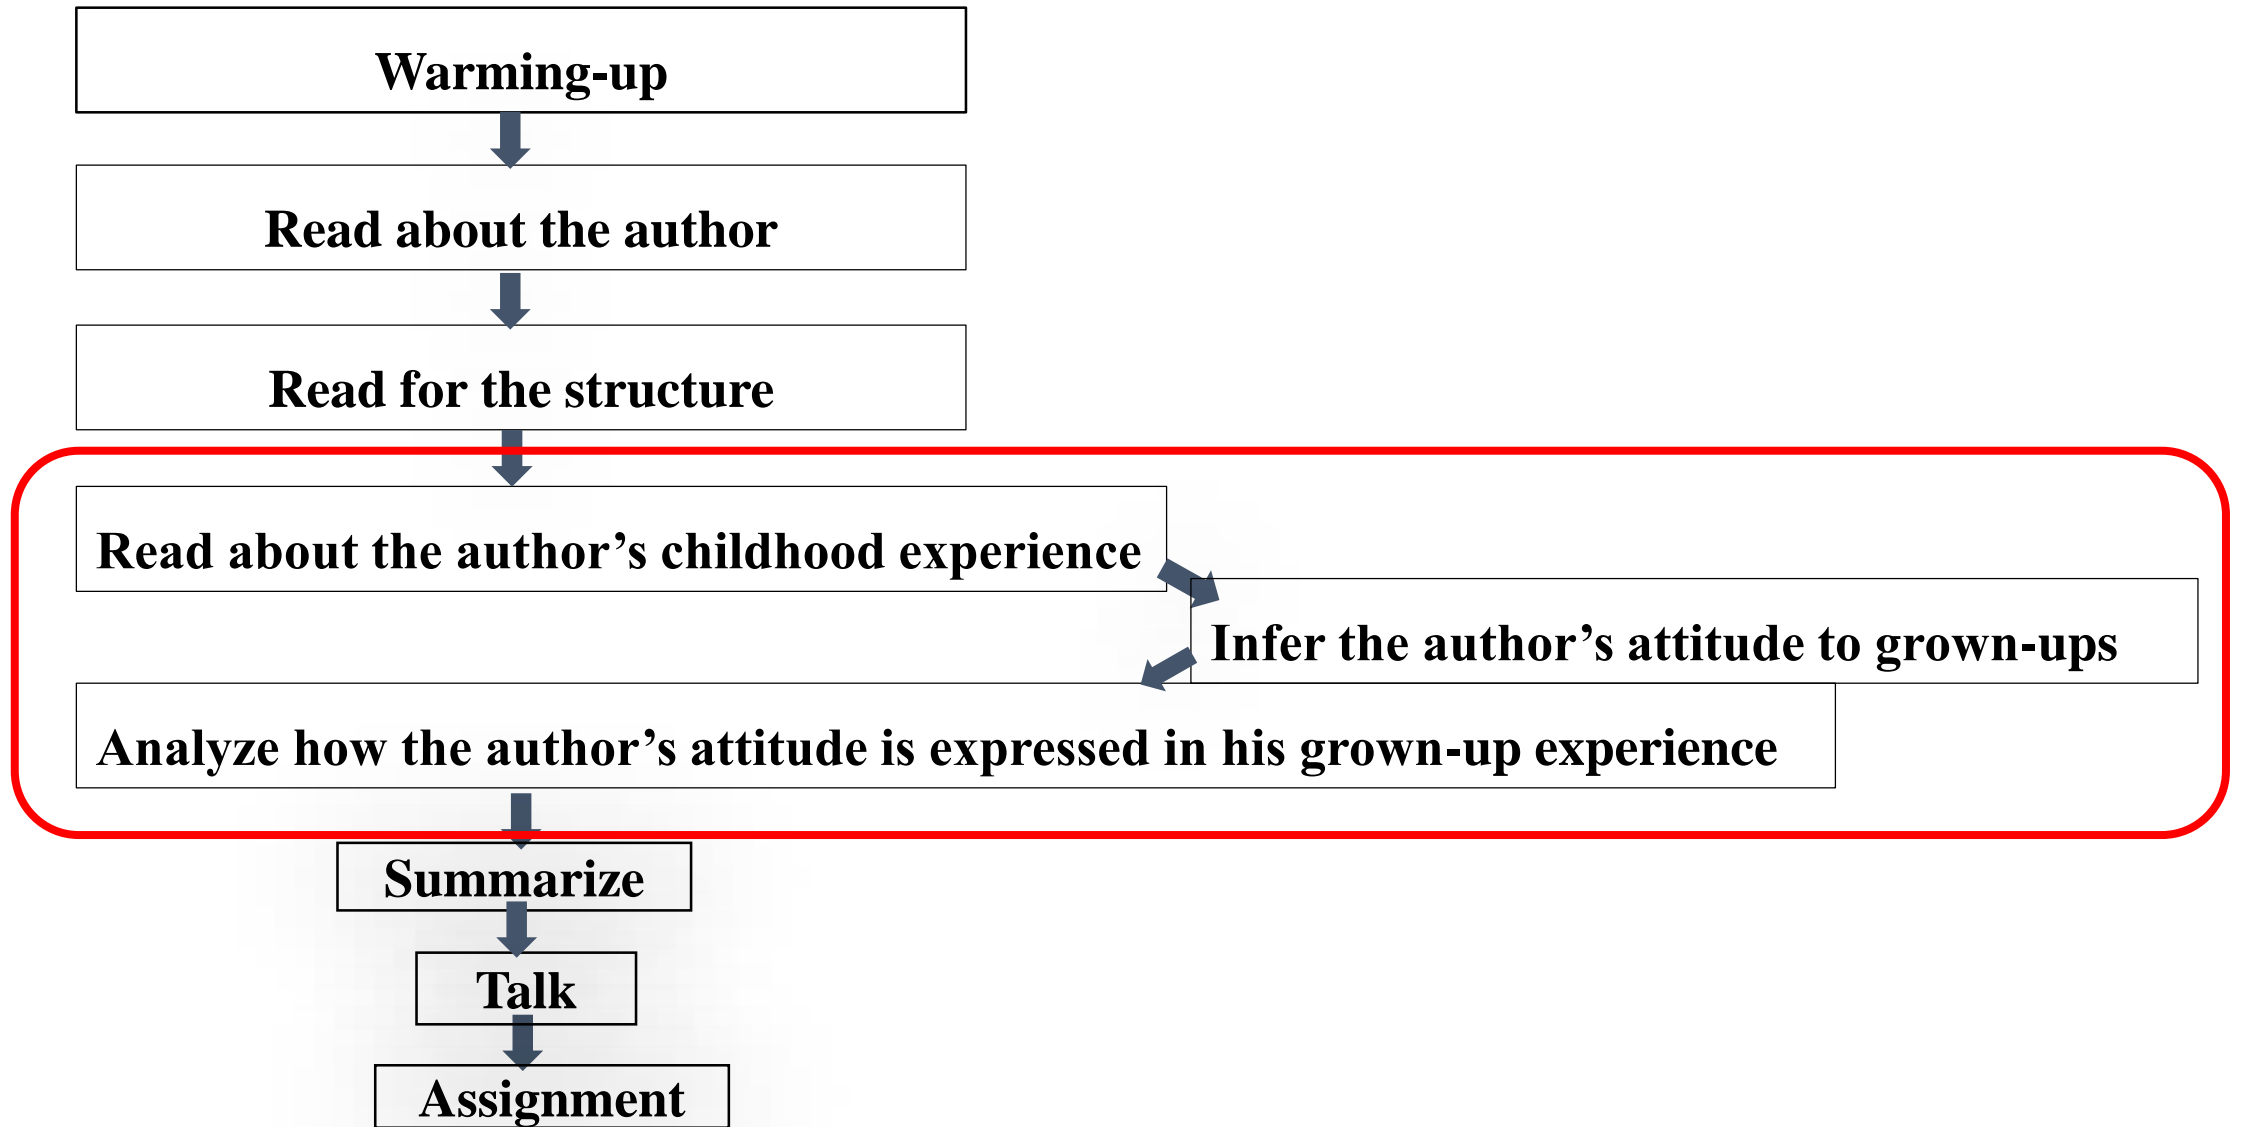 Warming-up
Read about the author
Read for the structure
Read about the author’s childhood experience
Infer the author’s attitude to grown-ups
Analyze how the author’s attitude is expressed in his grown-up experience
Summarize
Talk
Assignment